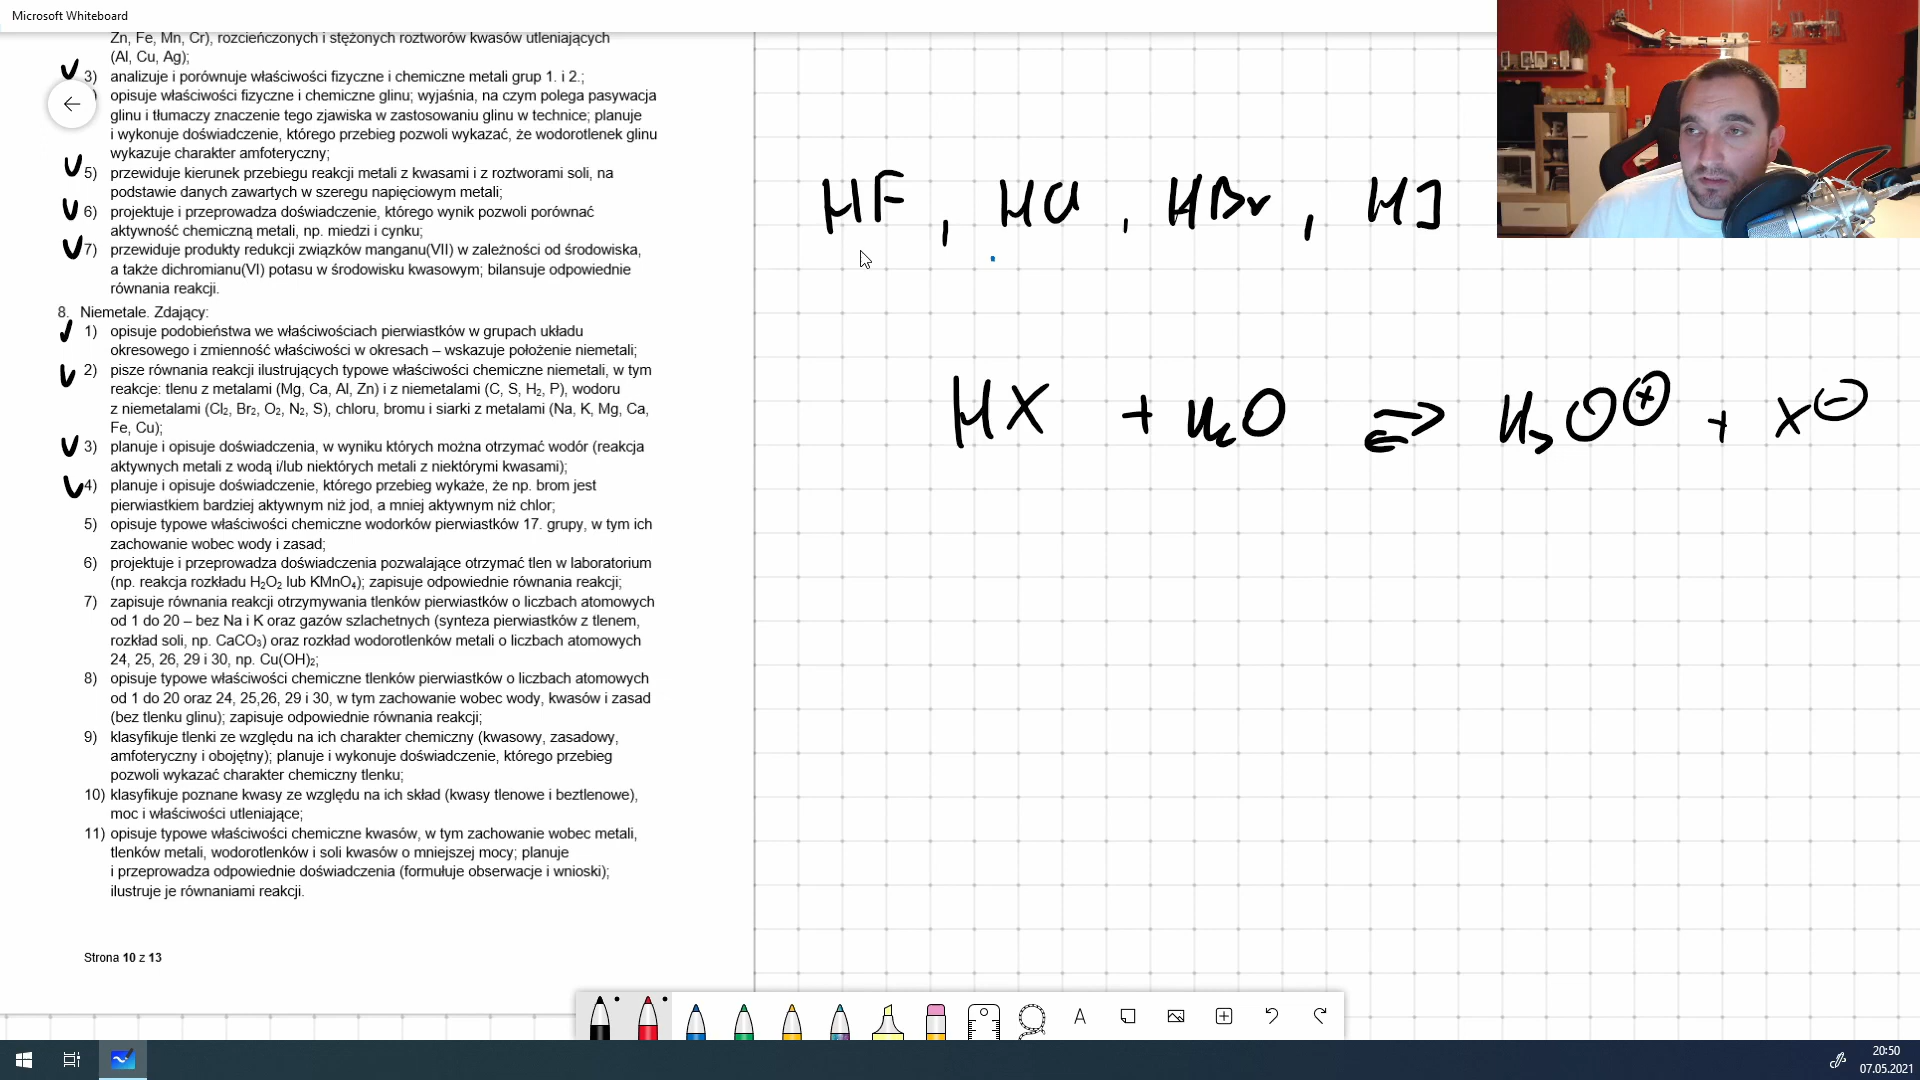 Microsoft Whiteboard
Zn, Fe, Mn, Cr), rozcieńczonych i stężonych roztworów kwasów utleniających
(Al, Cu, Ag);
3) analizuje i porównuje właściwości fizyczne i chemiczne metali grup 1. i 2.;
opisuje właściwości fizyczne i chemiczne glinu; wyjaśnia, na czym polega pasywacja
glinu i tłumaczy znaczenie tego zjawiska w zastosowaniu glinu w technice; planuje
i wykonuje doświadczenie, którego przebieg pozwoli wykazać, że wodorotlenek glinu
wykazuje charakter amfoteryczny;
5) przewiduje kierunek przebiegu reakcji metali z kwasami i z roztworami soli, na
podstawie danych zawartych w szeregu napięciowym metali;
6) projektuje i przeprowadza doświadczenie, którego wynik pozwoli porównać
aktywność chemiczną metali, np. miedzi i cynku;
7) przewiduje produkty redukcji związków manganu(VII) w zależności od środowiska,
a także dichromianu(VI) potasu w środowisku kwasowym; bilansuje odpowiednie
równania reakcji.
8. Niemetale. Zdający:
1) opisuje podobieństwa we właściwościach pierwiastków w grupach układu
okresowego i zmienność właściwości w okresach – wskazuje położenie niemetali;
2) pisze równania reakcji ilustrujących typowe właściwości chemiczne niemetali, w tym
reakcje: tlenu z metalami (Mg, Ca, Al, Zn) i z niemetalami (C, S, H₂, P), wodoru
z niemetalami (Cl₂, Br₂, O₂, N₂, S), chloru, bromu i siarki z metalami (Na, K, Mg, Ca,
Fe, Cu);
3) planuje i opisuje doświadczenia, w wyniku których można otrzymać wodór (reakcja
aktywnych metali z wodą i/lub niektórych metali z niektórymi kwasami);
4) planuje i opisuje doświadczenie, którego przebieg wykaże, że np. brom jest
pierwiastkiem bardziej aktywnym niż jod, a mniej aktywnym niż chlor;
5) opisuje typowe właściwości chemiczne wodorków pierwiastków 17. grupy, w tym ich
zachowanie wobec wody i zasad;
6) projektuje i przeprowadza doświadczenia pozwalające otrzymać tlen w laboratorium
(np. reakcja rozkładu H₂O₂ lub KMnO₄); zapisuje odpowiednie równania reakcji;
7) zapisuje równania reakcji otrzymywania tlenków pierwiastków o liczbach atomowych
od 1 do 20 – bez Na i K oraz gazów szlachetnych (synteza pierwiastków z tlenem,
rozkład soli, np. CaCO₃) oraz rozkład wodorotlenków metali o liczbach atomowych
24, 25, 26, 29 i 30, np. Cu(OH)₂;
8) opisuje typowe właściwości chemiczne tlenków pierwiastków o liczbach atomowych
od 1 do 20 oraz 24, 25,26, 29 i 30, w tym zachowanie wobec wody, kwasów i zasad
(bez tlenku glinu); zapisuje odpowiednie równania reakcji;
9) klasyfikuje tlenki ze względu na ich charakter chemiczny (kwasowy, zasadowy,
amfoteryczny i obojętny); planuje i wykonuje doświadczenie, którego przebieg
pozwoli wykazać charakter chemiczny tlenku;
10) klasyfikuje poznane kwasy ze względu na ich skład (kwasy tlenowe i beztlenowe),
moc i właściwości utleniające;
11) opisuje typowe właściwości chemiczne kwasów, w tym zachowanie wobec metali,
tlenków metali, wodorotlenków i soli kwasów o mniejszej mocy; planuje
i przeprowadza odpowiednie doświadczenia (formułuje obserwacje i wnioski);
ilustruje je równaniami reakcji.
Strona 10 z 13
HF, HCl, HBr, HJ
HX + H₂O ⇌ H₃O⊕ + X⊖
A
20:50
07.05.2021